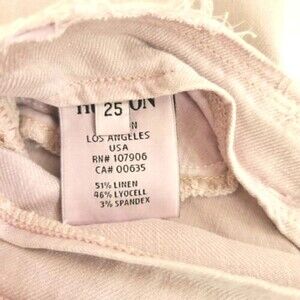 25
LOS ANGELES
USA
RN# 107906
CA# 00635
51% LINEN
46% LYOCELL
3% SPANDEX